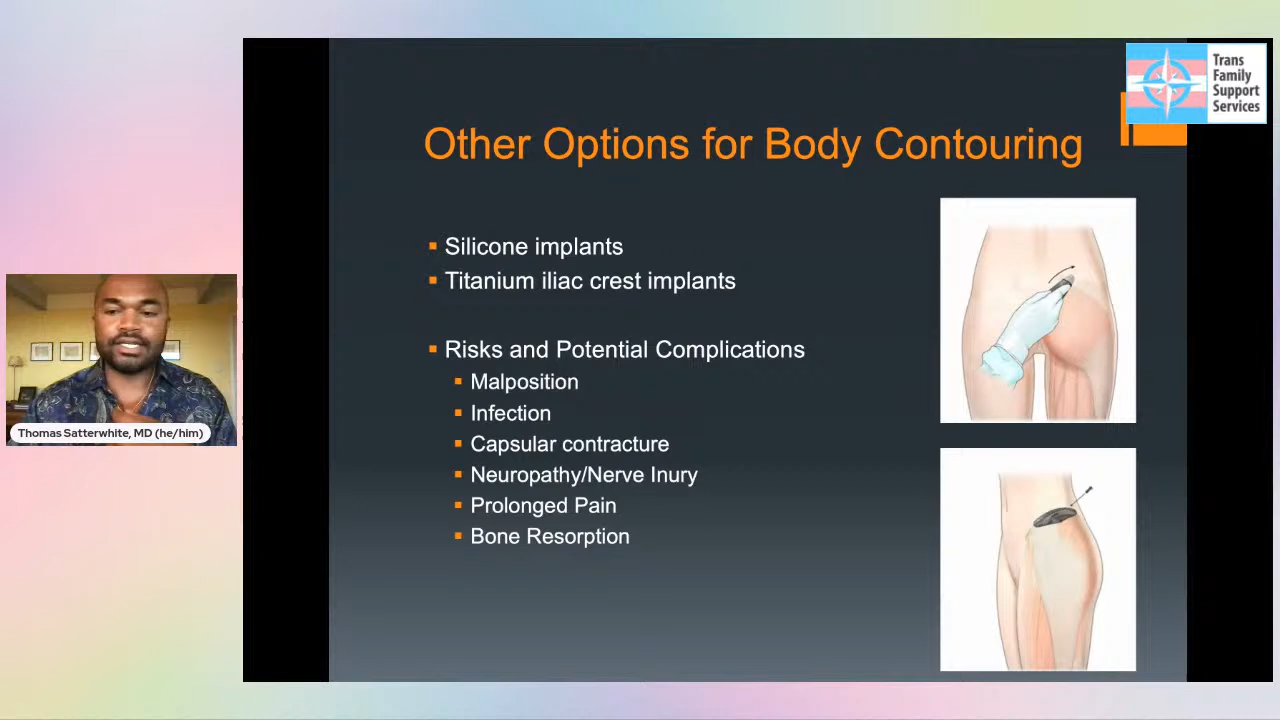 Trans
Family
Support
Services
Other Options for Body Contouring
Silicone implants
Titanium iliac crest implants
Risks and Potential Complications
Malposition
Infection
Capsular contracture
Neuropathy/Nerve Inury
Prolonged Pain
Bone Resorption
Thomas Satterwhite, MD (he/him)